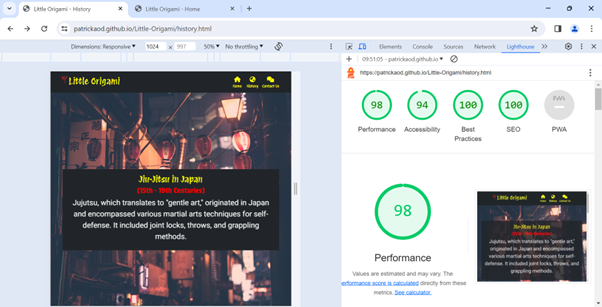 Little Origami - History
Little Origami - Home
patrickaod.github.io/Little-Origami/history.html
Dimensions: Responsive
1024
×
997
50%
No throttling
Elements
Console
Sources
Network
Lighthouse
09:51:05 - patrickaod.github.io
https://patrickaod.github.io/Little-Origami/history.html
Little Origami
Home
History
Contact Us
Jiu-Jitsu in Japan
(15th - 19th Centuries)
Jujutsu, which translates to "gentle art," originated in Japan
and encompassed various martial arts techniques for self-
defense. It included joint locks, throws, and grappling
methods.
98
94
100
100
PWA
Performance
Accessibility
Best
Practices
SEO
PWA
98
Performance
Values are estimated and may vary. The
performance score is calculated directly from these
metrics. See calculator.
Little Origami
Jiu-Jitsu in Japan
(15th - 19th Centuries)
Jujutsu, which translates to "gentle art," originated in Japan
and encompassed various martial arts techniques for self-
defense. It included joint locks, throws, and grappling
methods.